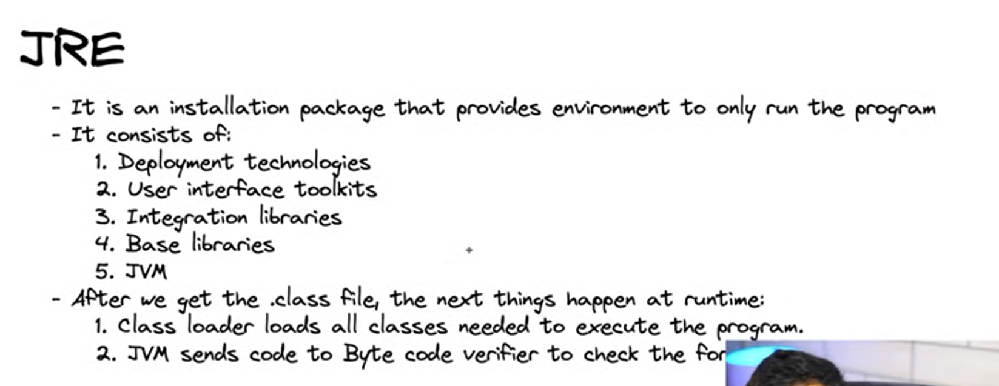 JRE
- It is an installation package that provides environment to only run the program
- It consists of:
1. Deployment technologies
2. User interface toolkits
3. Integration libraries
4. Base libraries
5. JVM
- After we get the .class file, the next things happen at runtime:
1. Class loader loads all classes needed to execute the program.
2. JVM sends code to Byte code verifier to check the